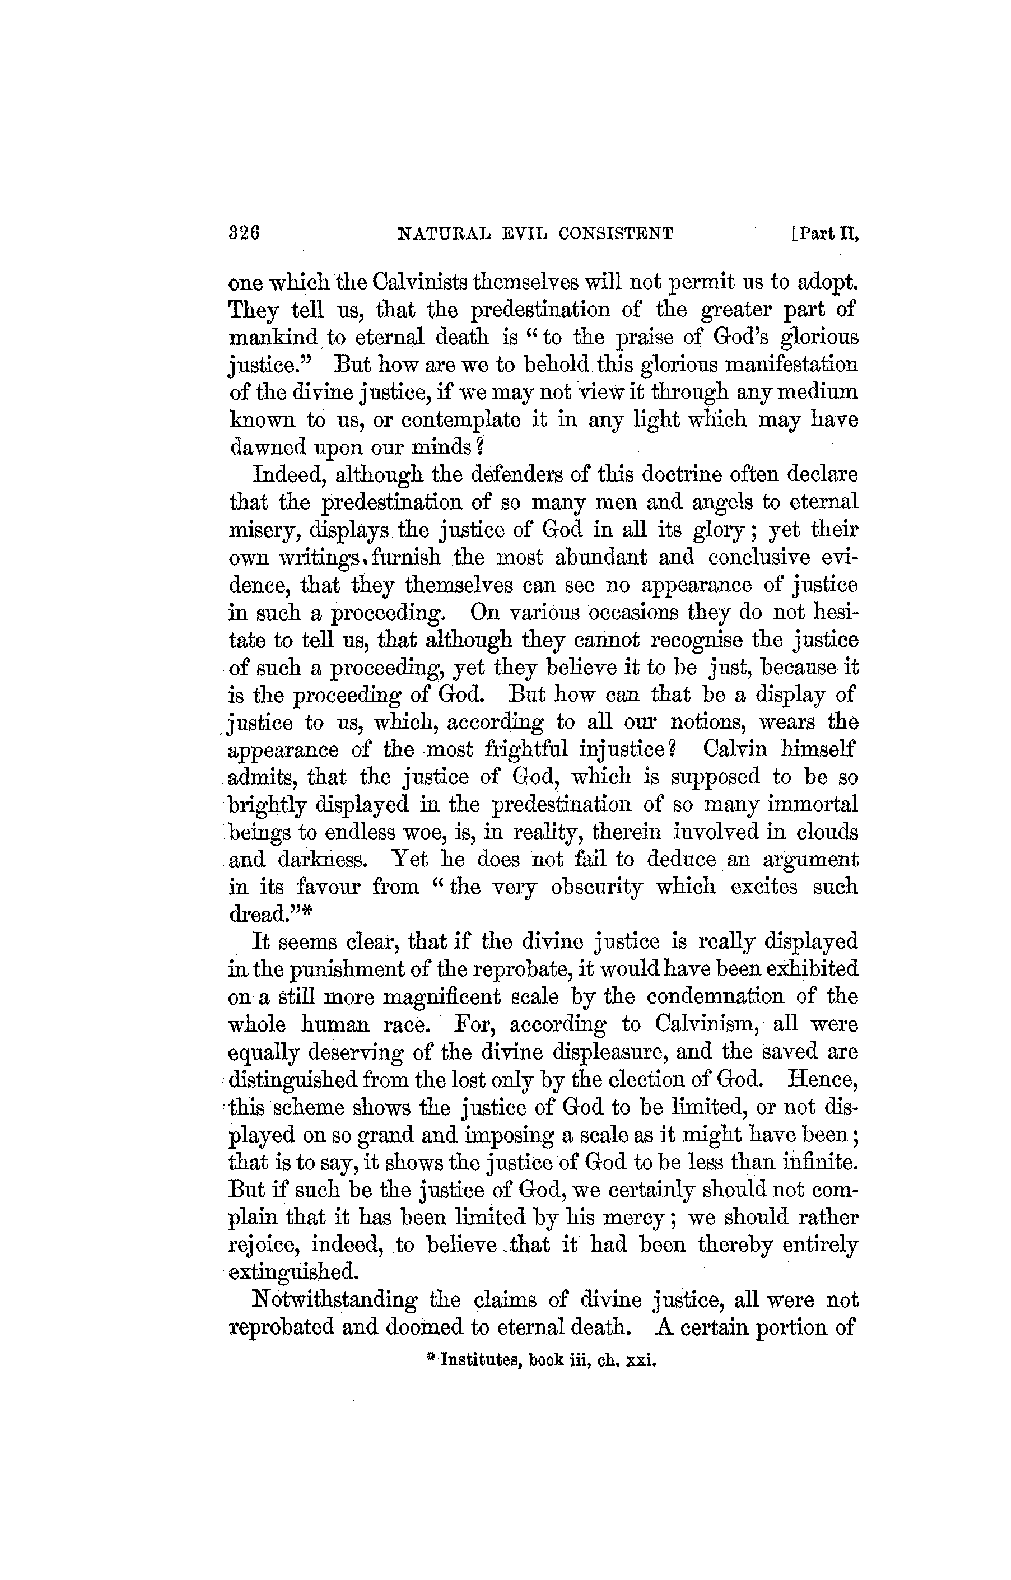 326 NATURAL EVIL CONSISTENT [Part II,
one which the Calvinists themselves will not permit us to adopt.
They tell us, that the predestination of the greater part of
mankind to eternal death is “to the praise of God's glorious
justice.” But how are we to behold this glorious manifestation
of the divine justice, if we may not view it through any medium
known to us, or contemplate it in any light which may have
dawned upon our minds?
Indeed, although the defenders of this doctrine often declare
that the predestination of so many men and angels to eternal
misery, displays the justice of God in all its glory; yet their
own writings furnish the most abundant and conclusive evi-
dence, that they themselves can see no appearance of justice
in such a proceeding. On various occasions they do not hesi-
tate to tell us, that although they cannot recognise the justice
of such a proceeding, yet they believe it to be just, because it
is the proceeding of God. But how can that be a display of
justice to us, which, according to all our notions, wears the
appearance of the most frightful injustice? Calvin himself
admits, that the justice of God, which is supposed to be so
brightly displayed in the predestination of so many immortal
beings to endless woe, is, in reality, therein involved in clouds
and darkness. Yet he does not fail to deduce an argument
in its favour from “the very obscurity which excites such
dread.”*
It seems clear, that if the divine justice is really displayed
in the punishment of the reprobate, it would have been exhibited
on a still more magnificent scale by the condemnation of the
whole human race. For, according to Calvinism, all were
equally deserving of the divine displeasure, and the saved are
distinguished from the lost only by the election of God. Hence,
this scheme shows the justice of God to be limited, or not dis-
played on so grand and imposing a scale as it might have been;
that is to say, it shows the justice of God to be less than infinite.
But if such be the justice of God, we certainly should not com-
plain that it has been limited by his mercy; we should rather
rejoice, indeed, to believe that it had been thereby entirely
extinguished.
Notwithstanding the claims of divine justice, all were not
reprobated and doomed to eternal death. A certain portion of
* Institutes, book iii, ch. xxi.